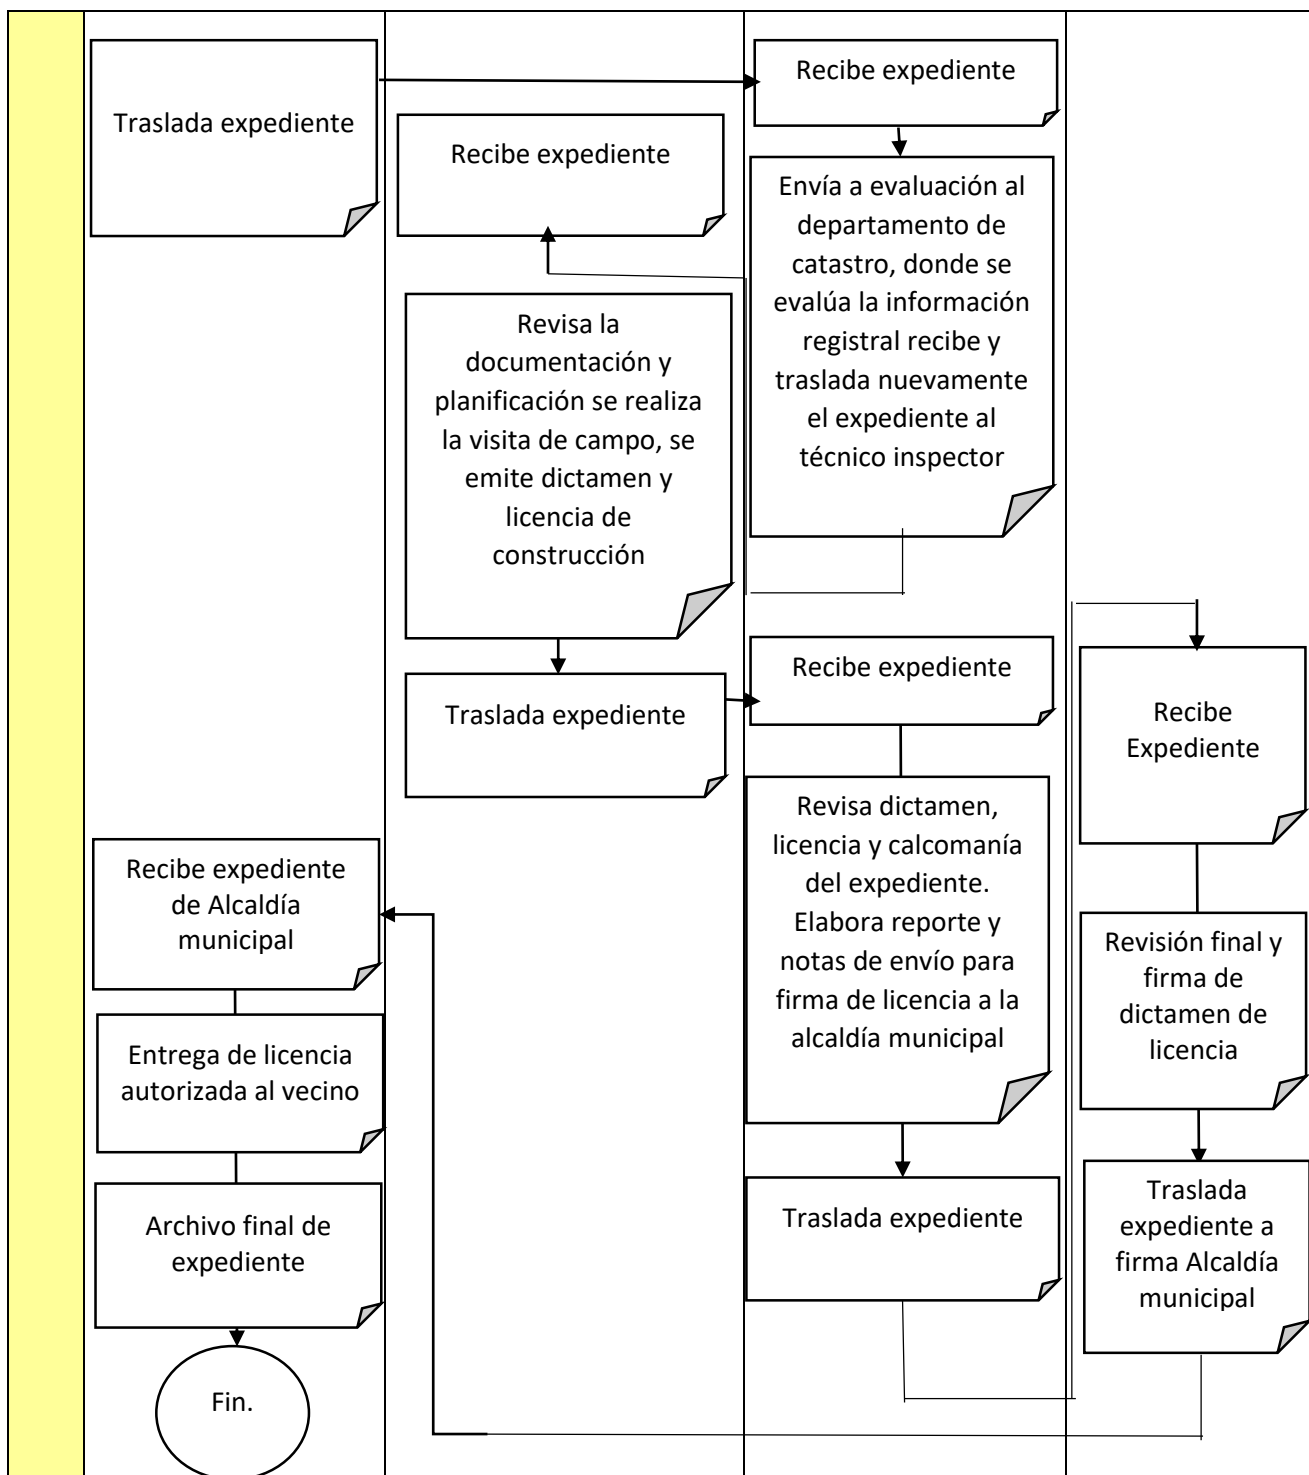 Traslada expediente
Recibe expediente
Envía a evaluación al
departamento de
catastro, donde se
evalúa la información
registral recibe y
traslada nuevamente
el expediente al
técnico inspector
Recibe expediente
Revisa la
documentación y
planificación se realiza
la visita de campo, se
emite dictamen y
licencia de
construcción
Traslada expediente
Recibe expediente
Revisa dictamen,
licencia y calcomanía
del expediente.
Elabora reporte y
notas de envío para
firma de licencia a la
alcaldía municipal
Traslada expediente
Recibe
Expediente
Revisión final y
firma de
dictamen de
licencia
Traslada
expediente a
firma Alcaldía
municipal
Recibe expediente
de Alcaldía
municipal
Entrega de licencia
autorizada al vecino
Archivo final de
expediente
Fin.